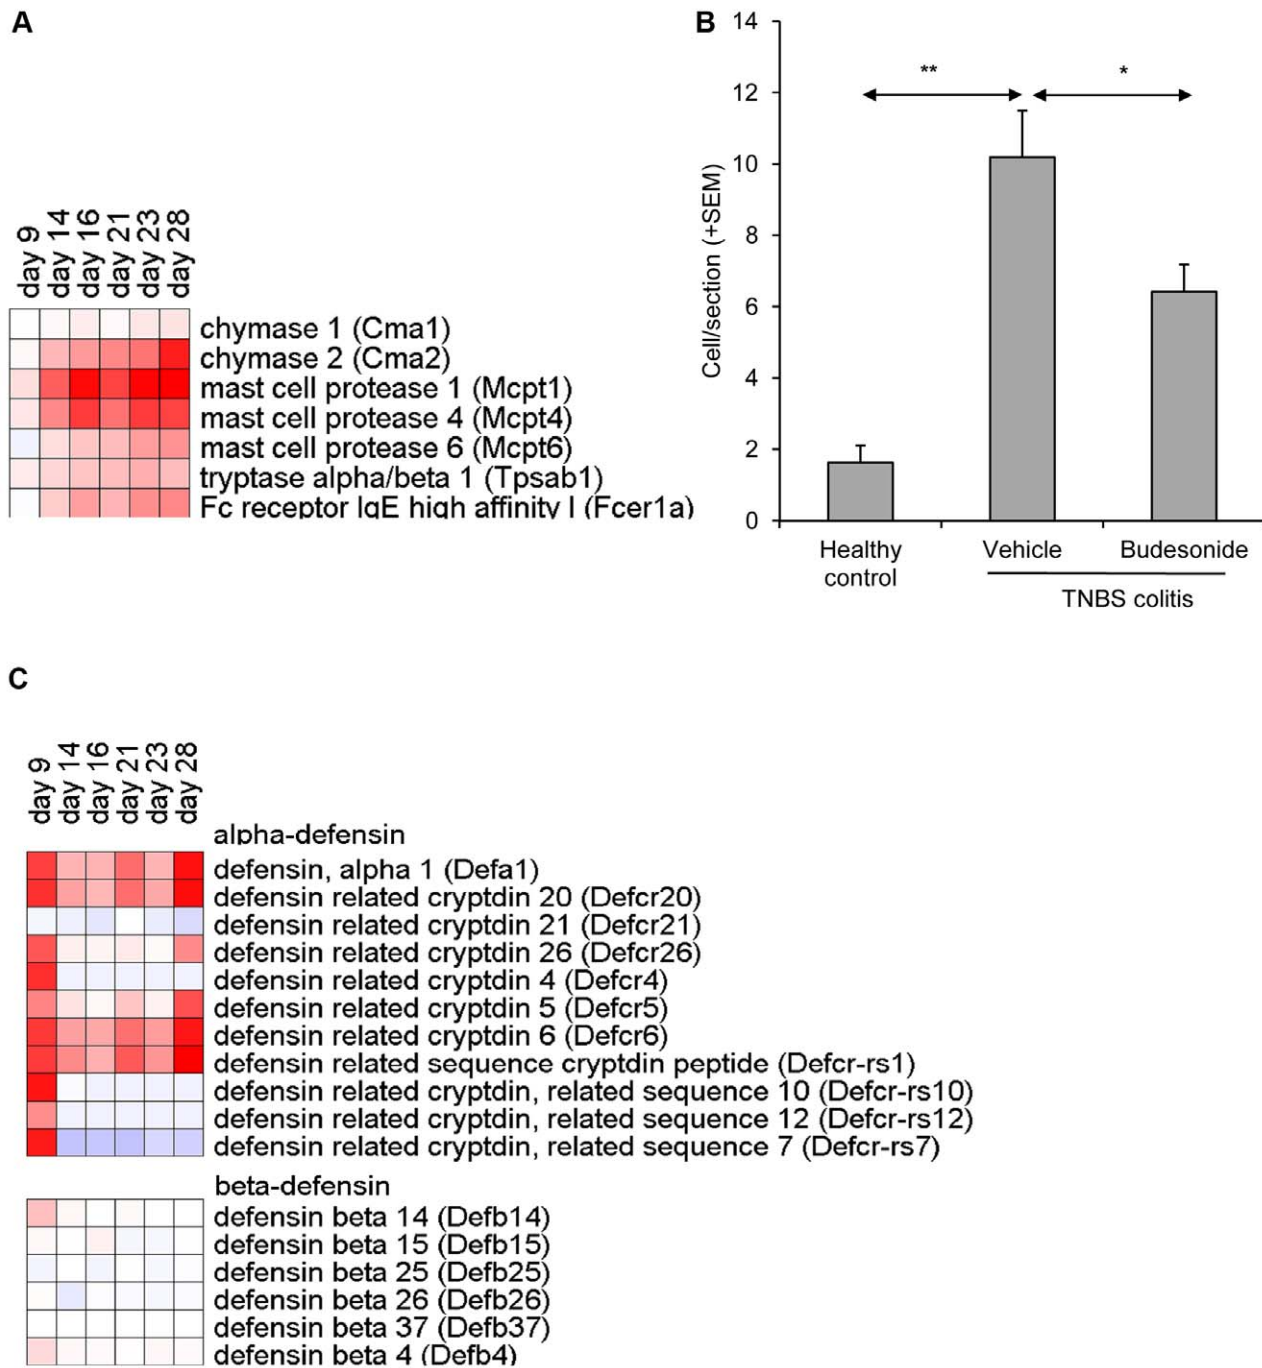 A
day 9
day 14
day 16
day 21
day 23
day 28
chymase 1 (Cma1)
chymase 2 (Cma2)
mast cell protease 1 (Mcpt1)
mast cell protease 4 (Mcpt4)
mast cell protease 6 (Mcpt6)
tryptase alpha/beta 1 (Tpsab1)
Fc receptor IgE high affinity I (Fcer1a)
B
Cell/section (+SEM)
14
12
10
8
6
4
2
0
**
*
Healthy
control
Vehicle
Budesonide
TNBS colitis
C
day 9
day 14
day 16
day 21
day 23
day 28
alpha-defensin
defensin, alpha 1 (Defa1)
defensin related cryptdin 20 (Defcr20)
defensin related cryptdin 21 (Defcr21)
defensin related cryptdin 26 (Defcr26)
defensin related cryptdin 4 (Defcr4)
defensin related cryptdin 5 (Defcr5)
defensin related cryptdin 6 (Defcr6)
defensin related sequence cryptdin peptide (Defcr-rs1)
defensin related cryptdin, related sequence 10 (Defcr-rs10)
defensin related cryptdin, related sequence 12 (Defcr-rs12)
defensin related cryptdin, related sequence 7 (Defcr-rs7)
beta-defensin
defensin beta 14 (Defb14)
defensin beta 15 (Defb15)
defensin beta 25 (Defb25)
defensin beta 26 (Defb26)
defensin beta 37 (Defb37)
defensin beta 4 (Defb4)